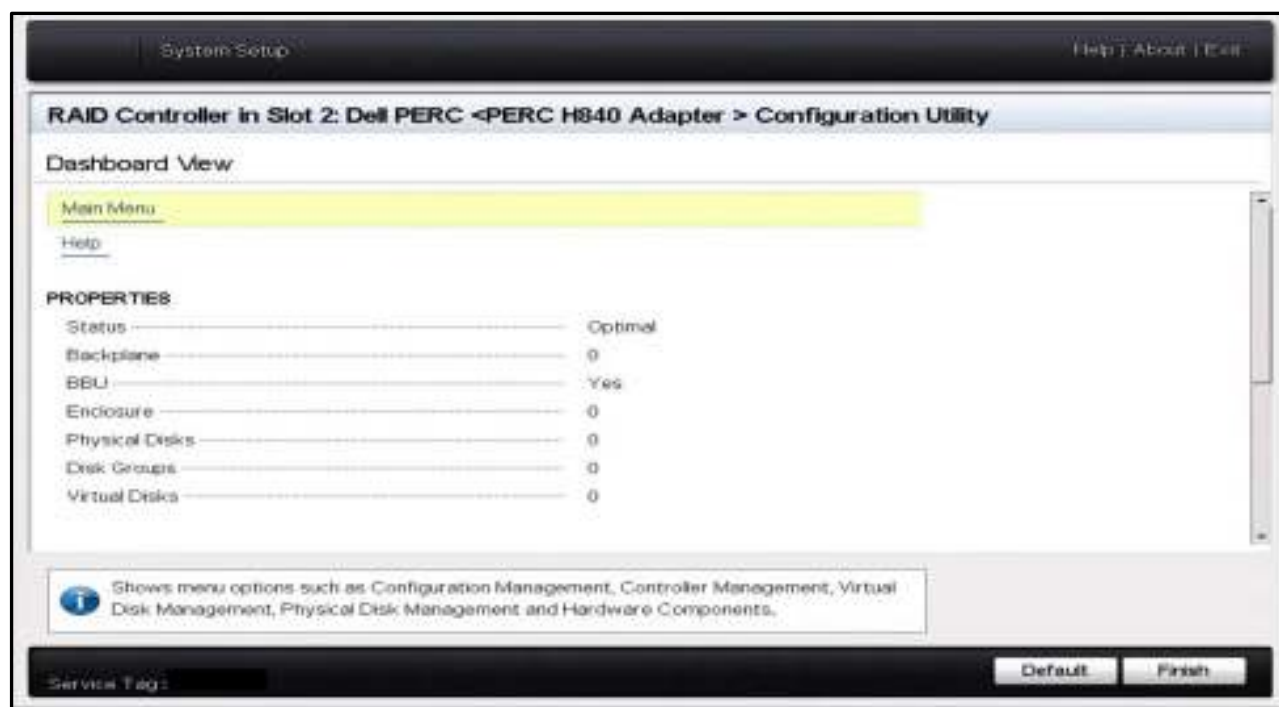 System Setup
Help | About | Exit
RAID Controller in Slot 2: Dell PERC <PERC H840 Adapter > Configuration Utility
Dashboard View
Main Menu
Help
PROPERTIES
Status Optimal
Backplane 0
BBU Yes
Enclosure 0
Physical Disks 0
Disk Groups 0
Virtual Disks 0
Shows menu options such as Configuration Management, Controller Management, Virtual
Disk Management, Physical Disk Management and Hardware Components.
Default Finish
Service Tag: